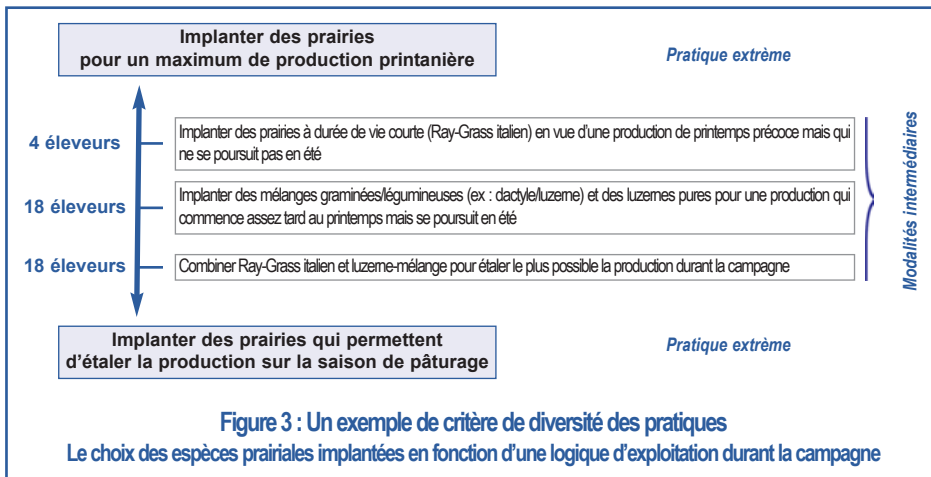 Implanter des prairies
pour un maximum de production printanière
Pratique extrême
4 éleveurs
Implanter des prairies à durée de vie courte (Ray-Grass italien) en vue d'une production de printemps précoce mais qui
ne se poursuit pas en été
18 éleveurs
Implanter des mélanges graminées/légumineuses (ex : dactyle/luzerne) et des luzernes pures pour une production qui
commence assez tard au printemps mais se poursuit en été
18 éleveurs
Combiner Ray-Grass italien et luzerne-mélange pour étaler le plus possible la production durant la campagne
Modalités intermédiaires
Implanter des prairies qui permettent
d'étaler la production sur la saison de pâturage
Pratique extrême
Figure 3 : Un exemple de critère de diversité des pratiques
Le choix des espèces prairiales implantées en fonction d'une logique d'exploitation durant la campagne